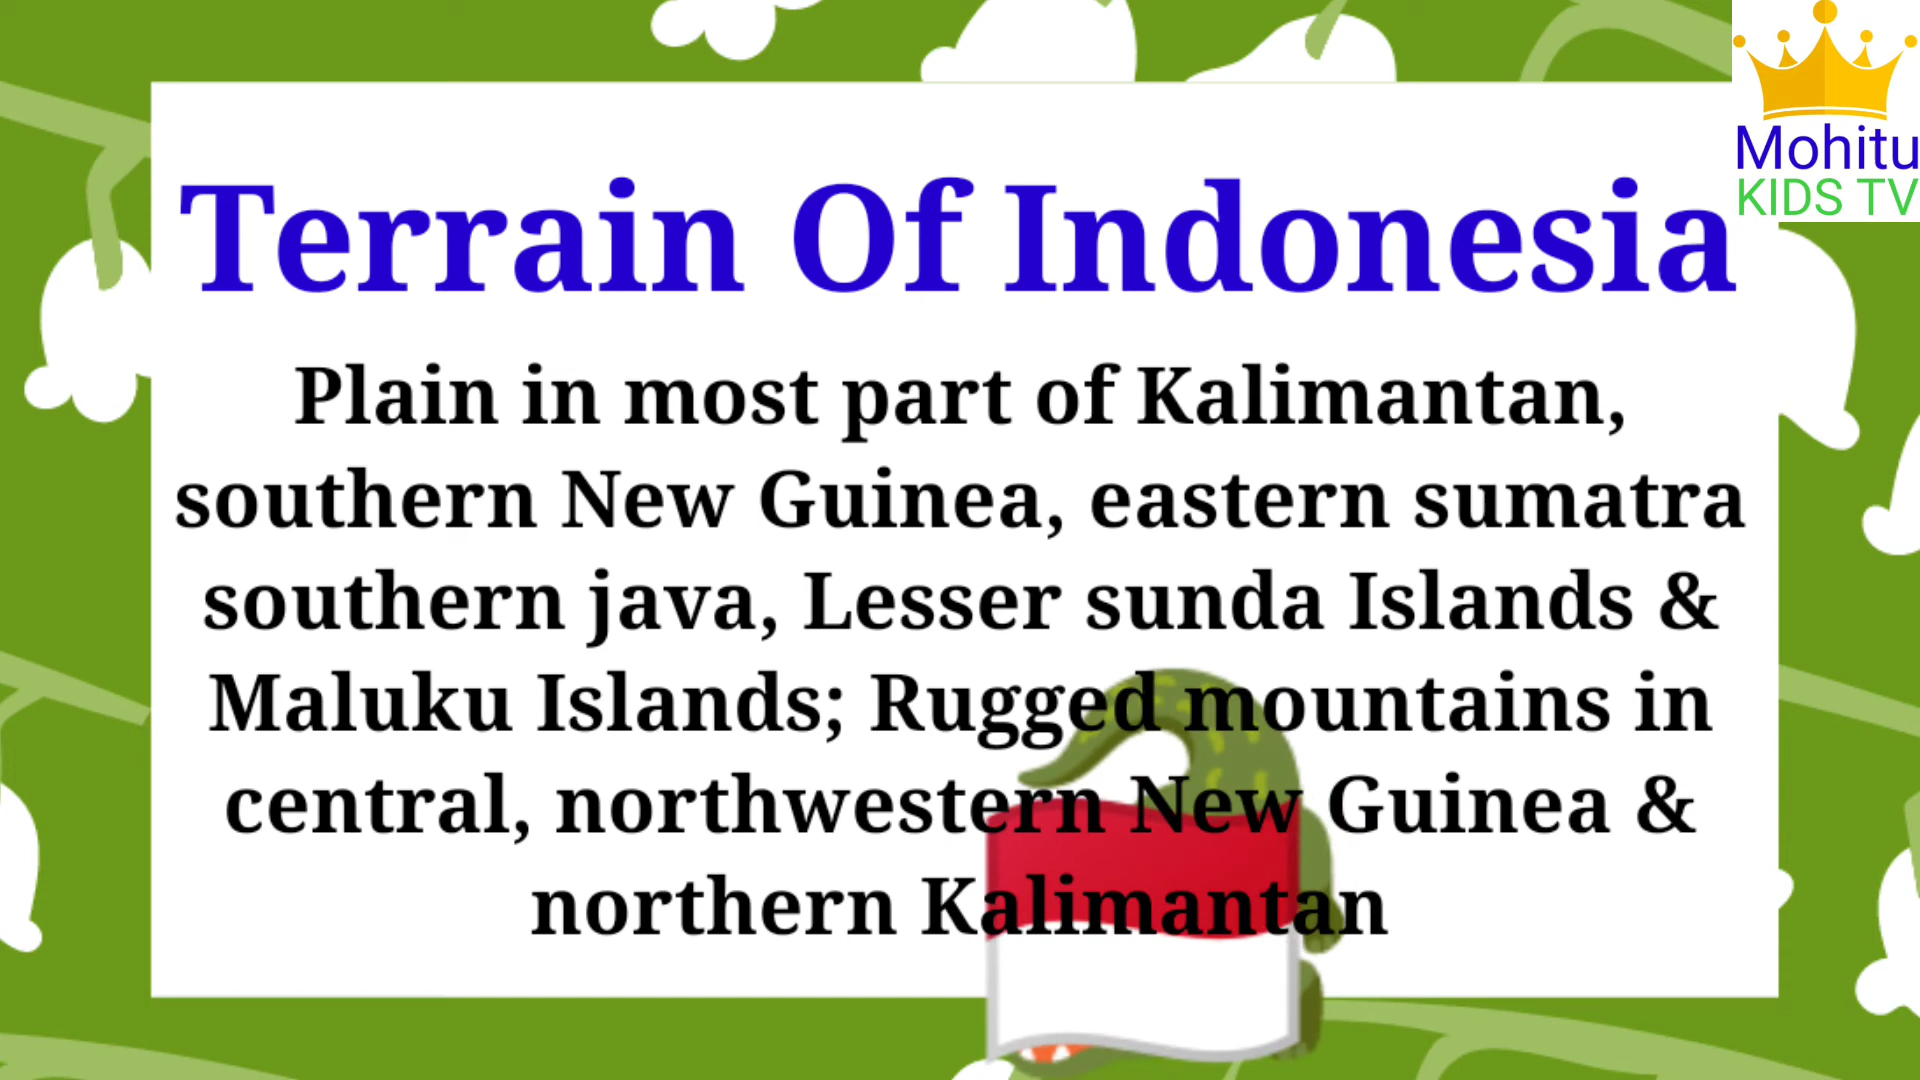 Mohitu
KIDS TV
Terrain Of Indonesia
Plain in most part of Kalimantan,
southern New Guinea, eastern sumatra
southern java, Lesser sunda Islands &
Maluku Islands; Rugged mountains in
central, northwestern New Guinea &
northern Kalimantan